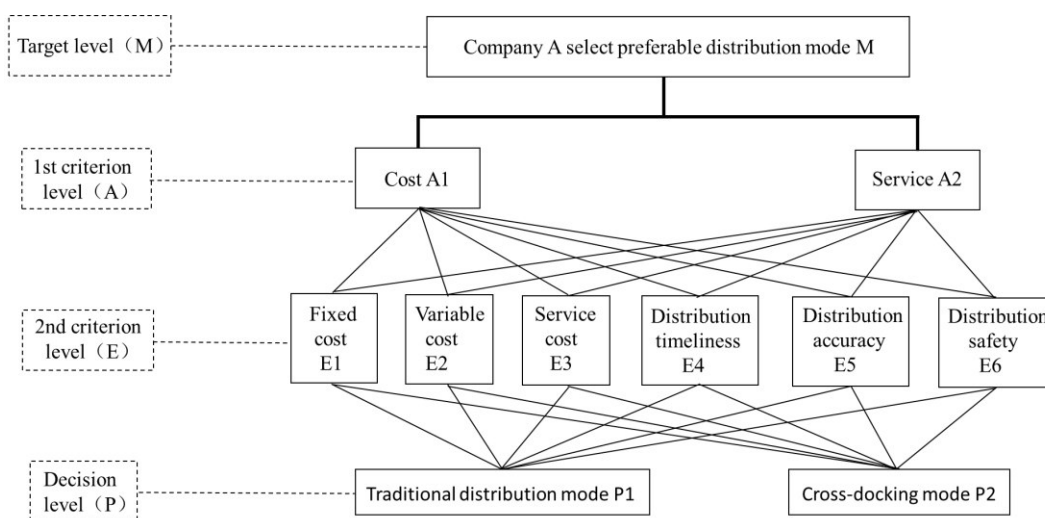 Target level（M）
Company A select preferable distribution mode M
1st criterion
level（A）
Cost A1
Service A2
2nd criterion
level（E）
Fixed
cost
E1
Variable
cost
E2
Service
cost
E3
Distribution
timeliness
E4
Distribution
accuracy
E5
Distribution
safety
E6
Decision
level（P）
Traditional distribution mode P1
Cross-docking mode P2